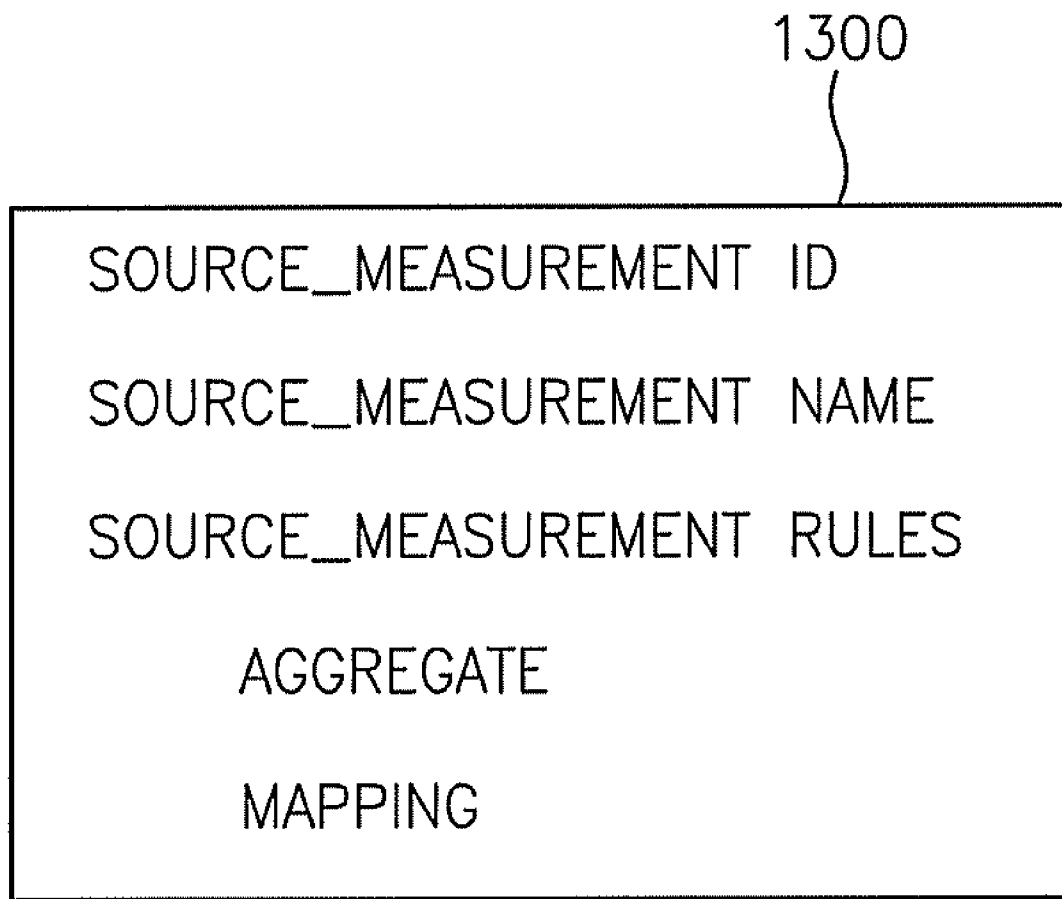 1300
SOURCE_MEASUREMENT ID
SOURCE_MEASUREMENT NAME
SOURCE_MEASUREMENT RULES
AGGREGATE
MAPPING